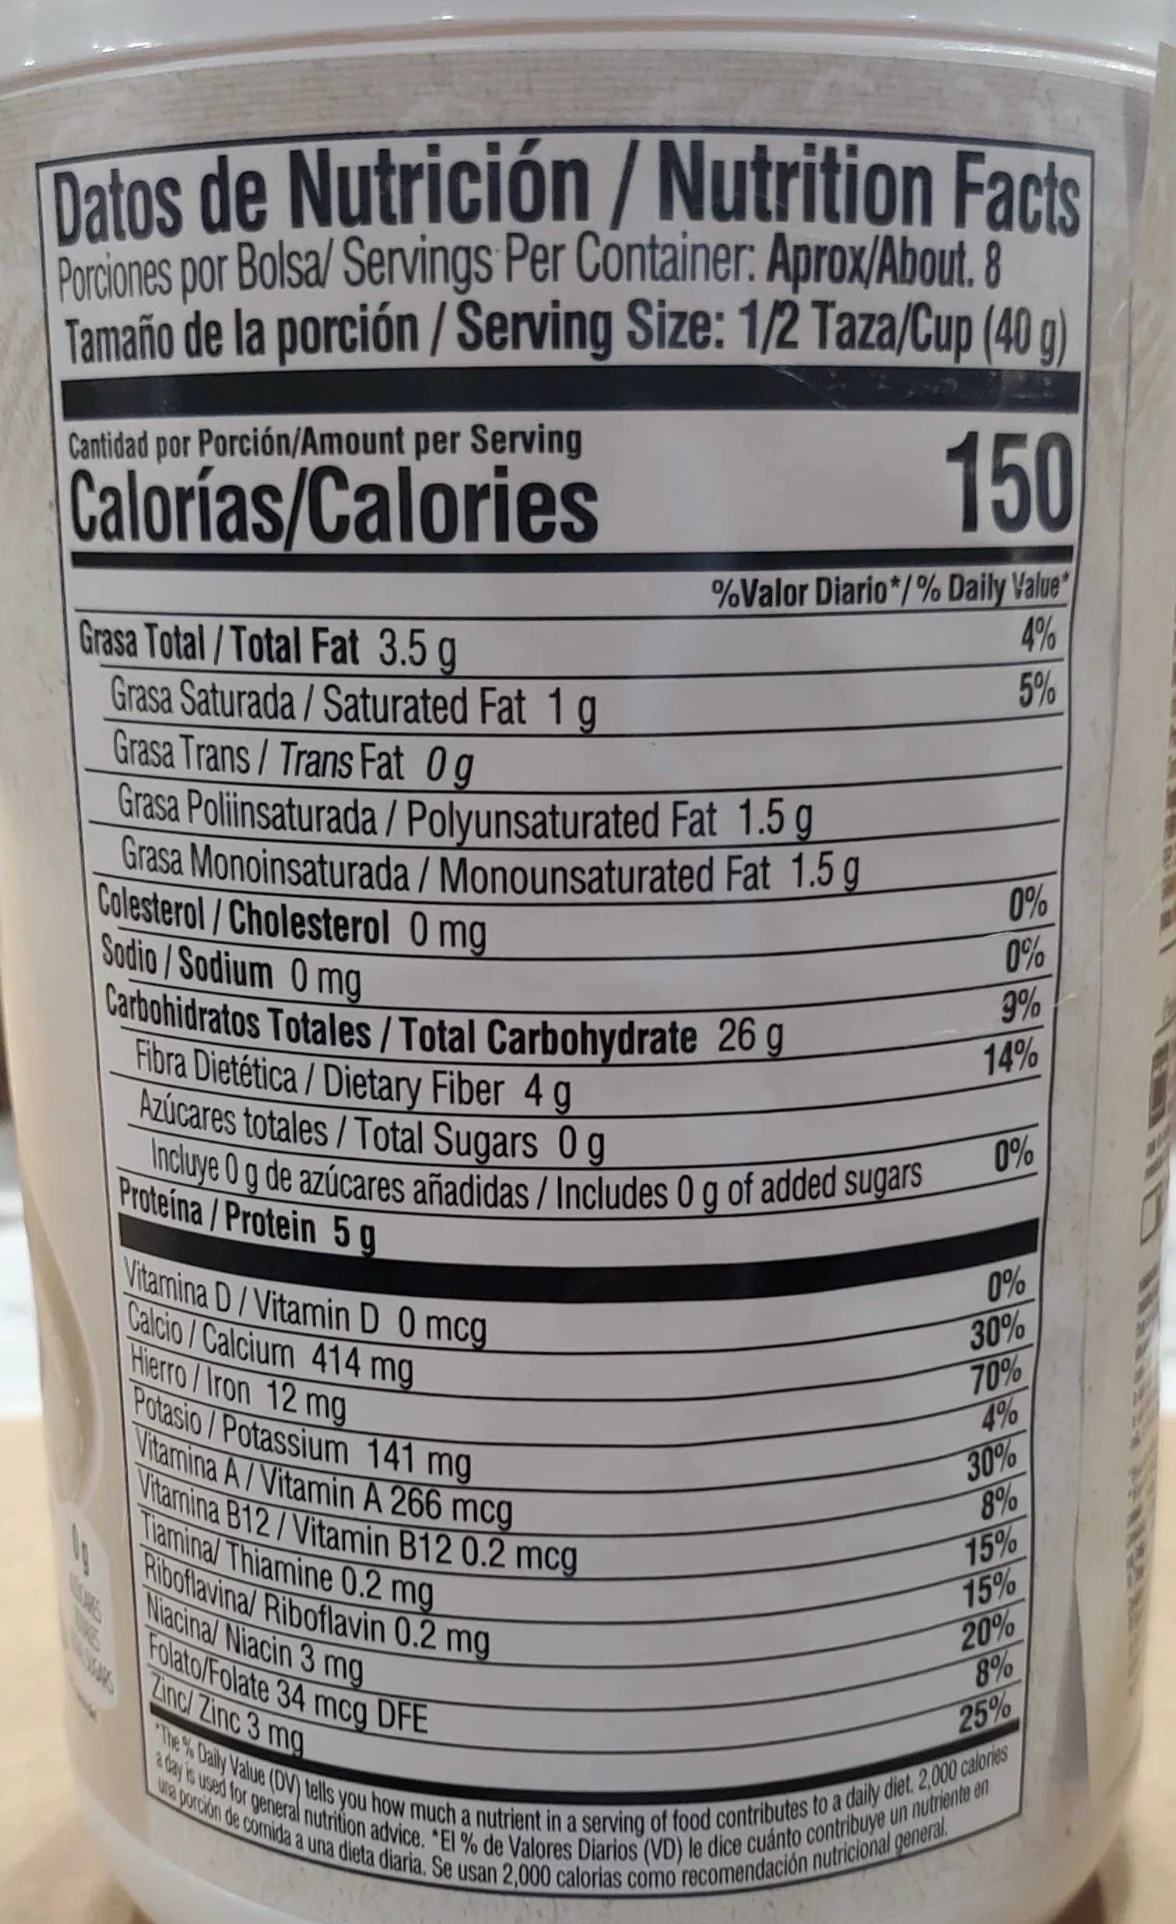 Datos de Nutrición / Nutrition Facts
Porciones por Bolsa/ Servings Per Container: Aprox/About. 8
Tamaño de la porción / Serving Size: 1/2 Taza/Cup (40 g)
Cantidad por Porción/Amount per Serving
Calorías/Calories 150
%Valor Diario*/% Daily Value*
Grasa Total / Total Fat 3.5 g 4%
Grasa Saturada / Saturated Fat 1 g 5%
Grasa Trans / Trans Fat 0 g
Grasa Poliinsaturada / Polyunsaturated Fat 1.5 g
Grasa Monoinsaturada / Monounsaturated Fat 1.5 g
Colesterol / Cholesterol 0 mg 0%
Sodio / Sodium 0 mg 0%
Carbohidratos Totales / Total Carbohydrate 26 g 9%
Fibra Dietética / Dietary Fiber 4 g 14%
Azúcares totales / Total Sugars 0 g
Incluye 0 g de azúcares añadidas / Includes 0 g of added sugars 0%
Proteína / Protein 5 g
Vitamina D / Vitamin D 0 mcg 0%
Calcio / Calcium 414 mg 30%
Hierro / Iron 12 mg 70%
Potasio / Potassium 141 mg 4%
Vitamina A / Vitamin A 266 mcg 30%
Vitamina B12 / Vitamin B12 0.2 mcg 8%
Tiamina/ Thiamine 0.2 mg 15%
Riboflavina/ Riboflavin 0.2 mg 15%
Niacina/ Niacin 3 mg 20%
Folato/Folate 34 mcg DFE 8%
Zinc/ Zinc 3 mg 25%
*The % Daily Value (DV) tells you how much a nutrient in a serving of food contributes to a daily diet. 2,000 calories
a day is used for general nutrition advice. *El % de Valores Diarios (VD) le dice cuánto contribuye un nutriente en
una porción de comida a una dieta diaria. Se usan 2,000 calorias como recomendación nutricional general.
0g